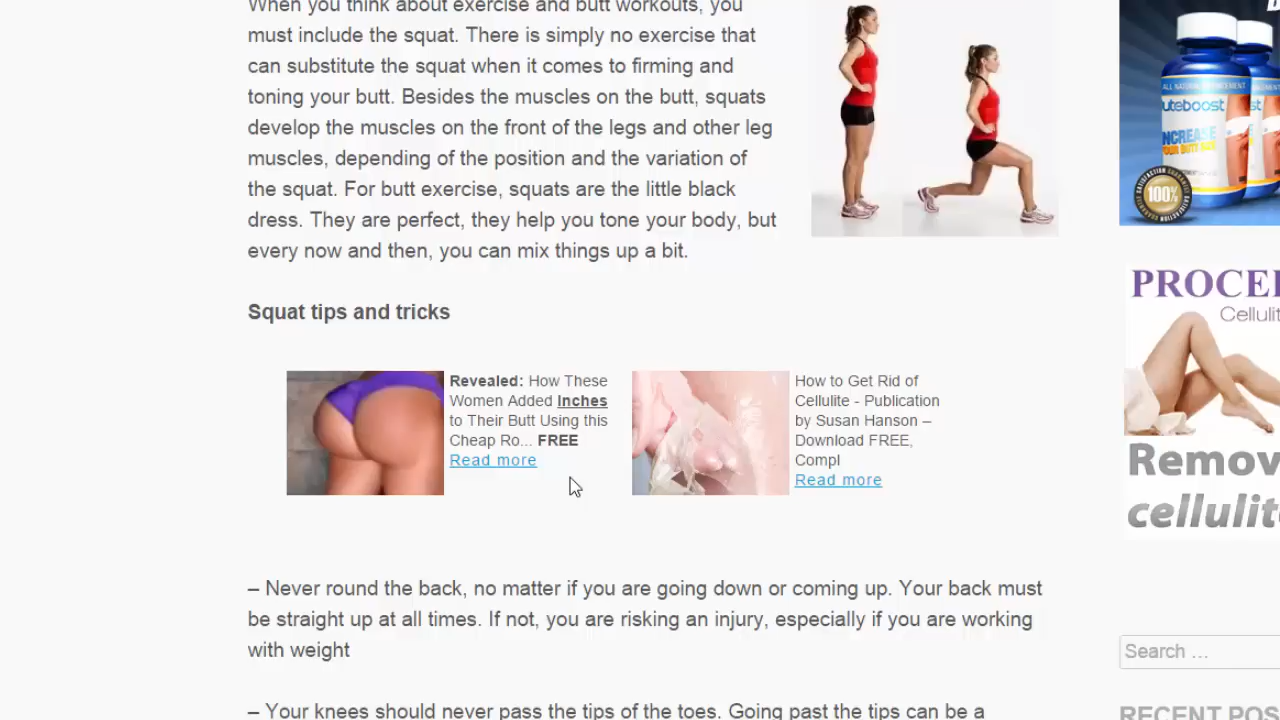 When you think about exercise and butt workouts, you
must include the squat. There is simply no exercise that
can substitute the squat when it comes to firming and
toning your butt. Besides the muscles on the butt, squats
develop the muscles on the front of the legs and other leg
muscles, depending of the position and the variation of
the squat. For butt exercise, squats are the little black
dress. They are perfect, they help you tone your body, but
every now and then, you can mix things up a bit.
Squat tips and tricks
Revealed: How These
Women Added Inches
to Their Butt Using this
Cheap Ro... FREE
Read more
How to Get Rid of
Cellulite - Publication
by Susan Hanson –
Download FREE,
Compl
Read more
– Never round the back, no matter if you are going down or coming up. Your back must
be straight up at all times. If not, you are risking an injury, especially if you are working
with weight
– Your knees should never pass the tips of the toes. Going past the tips can be a
uteboost
INCREASE
YOUR BUTT
100%
PROCE
Cellulit
Remov
cellulit
Search ...
RECENT POS